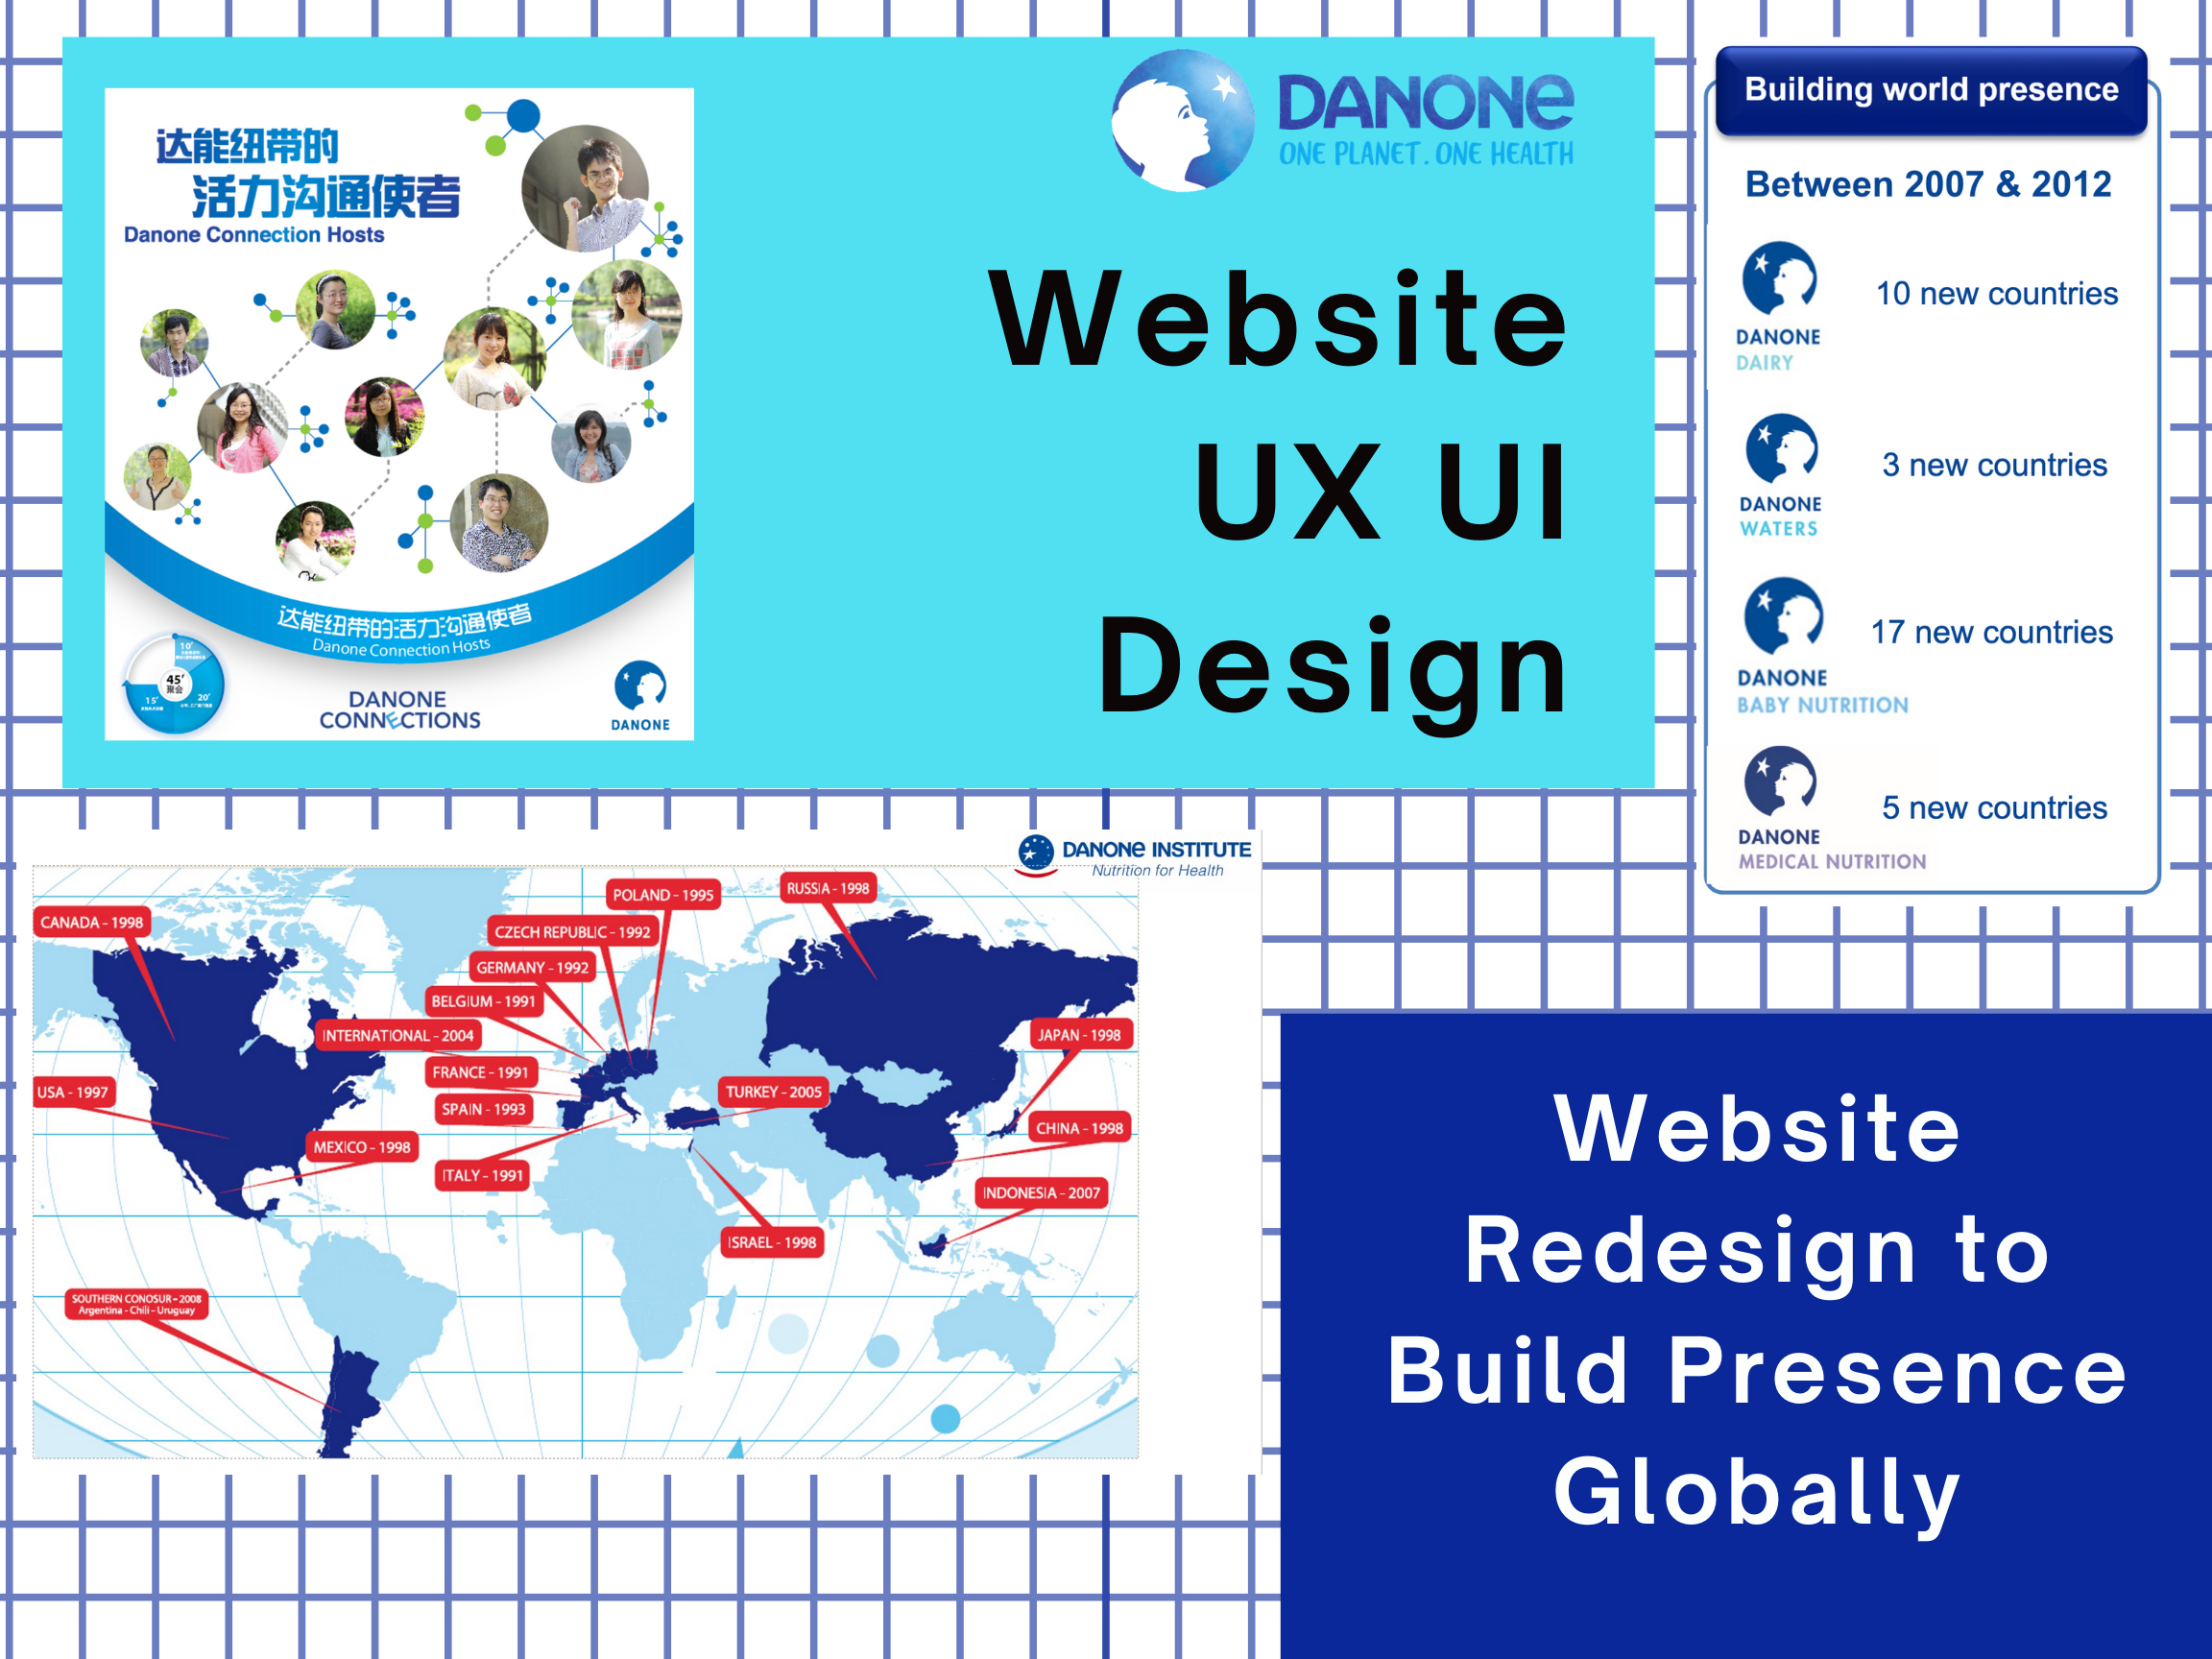 达能纽带的
活力沟通使者
Danone Connection Hosts
达能纽带的活力沟通使者
Danone Connection Hosts
10'
45'
聚会
15'
20'
DANONE
CONNECTIONS
DANONE
DANONE
ONE PLANET. ONE HEALTH
Website
UX UI
Design
Building world presence
Between 2007 & 2012
10 new countries
DANONE
DAIRY
3 new countries
DANONE
WATERS
17 new countries
DANONE
BABY NUTRITION
5 new countries
DANONE
MEDICAL NUTRITION
DANONE INSTITUTE
Nutrition for Health
POLAND - 1995
RUSSIA - 1998
CANADA - 1998
CZECH REPUBLIC - 1992
GERMANY - 1992
BELGIUM - 1991
INTERNATIONAL - 2004
JAPAN - 1998
FRANCE - 1991
USA - 1997
TURKEY - 2005
SPAIN - 1993
CHINA - 1998
MEXICO - 1998
ITALY - 1991
INDONESIA - 2007
ISRAEL - 1998
SOUTHERN CONOSUR - 2008
Argentina - Chili - Uruguay
Website
Redesign to
Build Presence
Globally